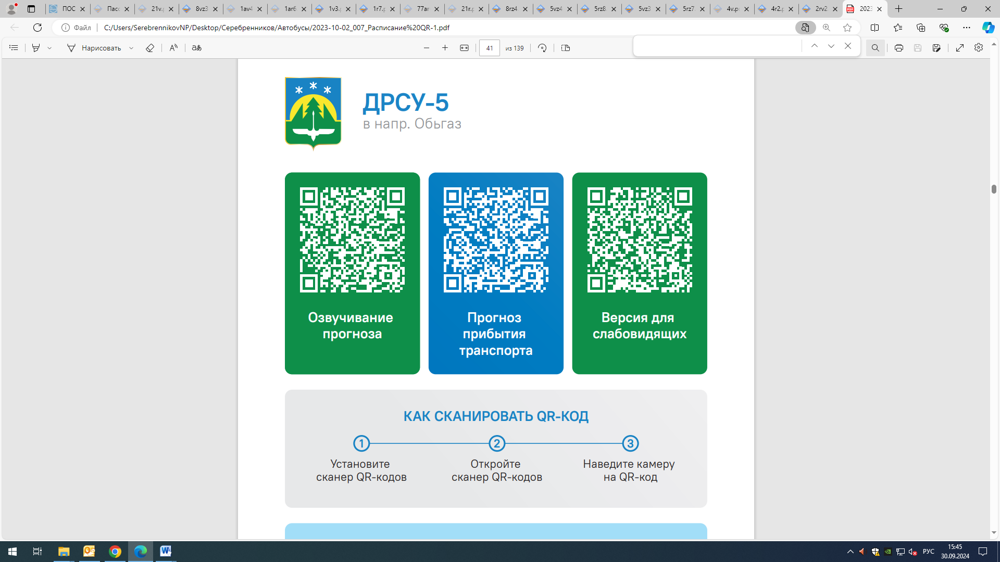 ПОС
Пасс
21v.p
8vz3
1av4
1ar6
1v3.p
1r7.p
77ar
21r.p
8rz4.
5vz4
5rz8.
5vz3
5rz7.
4v.pd
4r2.p
2rv2
2023
Файл
C:/Users/SerebrennikovNP/Desktop/Серебренников/Автобусы/2023-10-02_007_Расписание%20QR-1.pdf
Нарисовать
41 из 139
ДРСУ-5
в напр. Обьгаз
Озвучивание
прогноза
Прогноз
прибытия
транспорта
Версия для
слабовидящих
КАК СКАНИРОВАТЬ QR-КОД
1
2
3
Установите
сканер QR-кодов
Откройте
сканер QR-кодов
Наведите камеру
на QR-код
РУС
15:45
30.09.2024